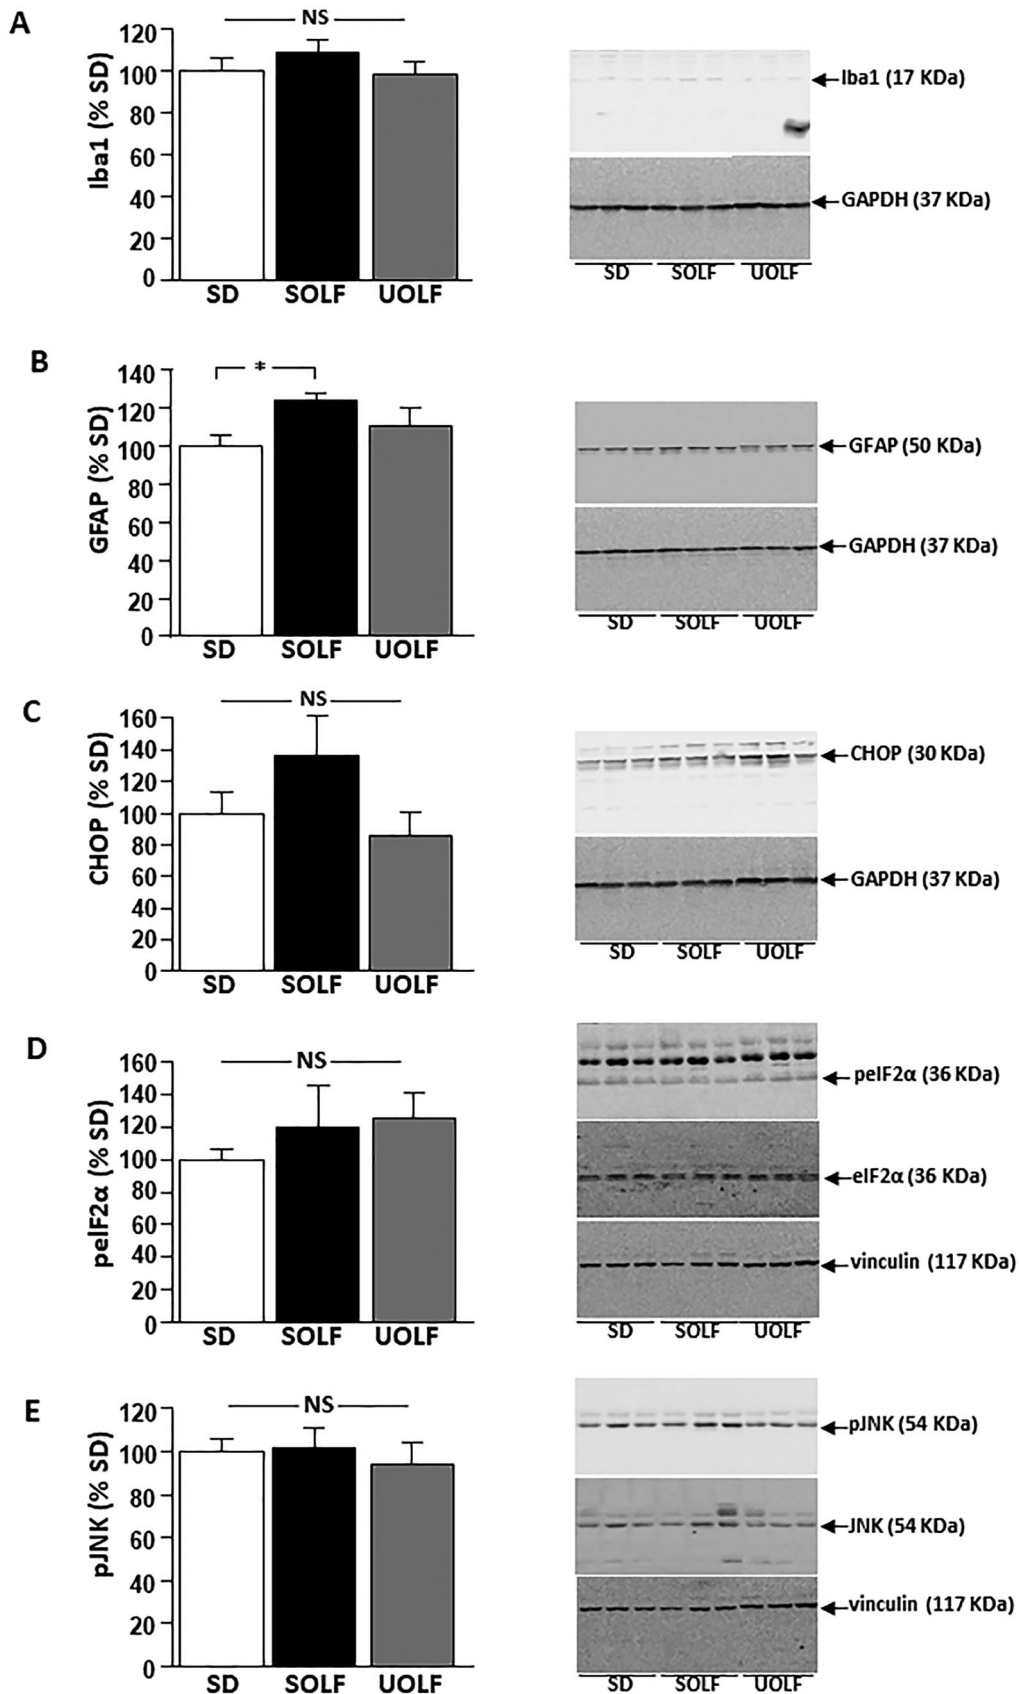 A
NS
Iba1 (% SD)
120
100
80
60
40
20
0
SD SOLF UOLF
Iba1 (17 KDa)
GAPDH (37 KDa)
SD SOLF UOLF
B
*
GFAP (% SD)
140
120
100
80
60
40
20
0
SD SOLF UOLF
GFAP (50 KDa)
GAPDH (37 KDa)
SD SOLF UOLF
C
NS
CHOP (% SD)
160
140
120
100
80
60
40
20
0
SD SOLF UOLF
CHOP (30 KDa)
GAPDH (37 KDa)
SD SOLF UOLF
D
NS
peIF2α (% SD)
160
140
120
100
80
60
40
20
0
SD SOLF UOLF
peIF2α (36 KDa)
eIF2α (36 KDa)
vinculin (117 KDa)
SD SOLF UOLF
E
NS
pJNK (% SD)
120
100
80
60
40
20
0
SD SOLF UOLF
pJNK (54 KDa)
JNK (54 KDa)
vinculin (117 KDa)
SD SOLF UOLF